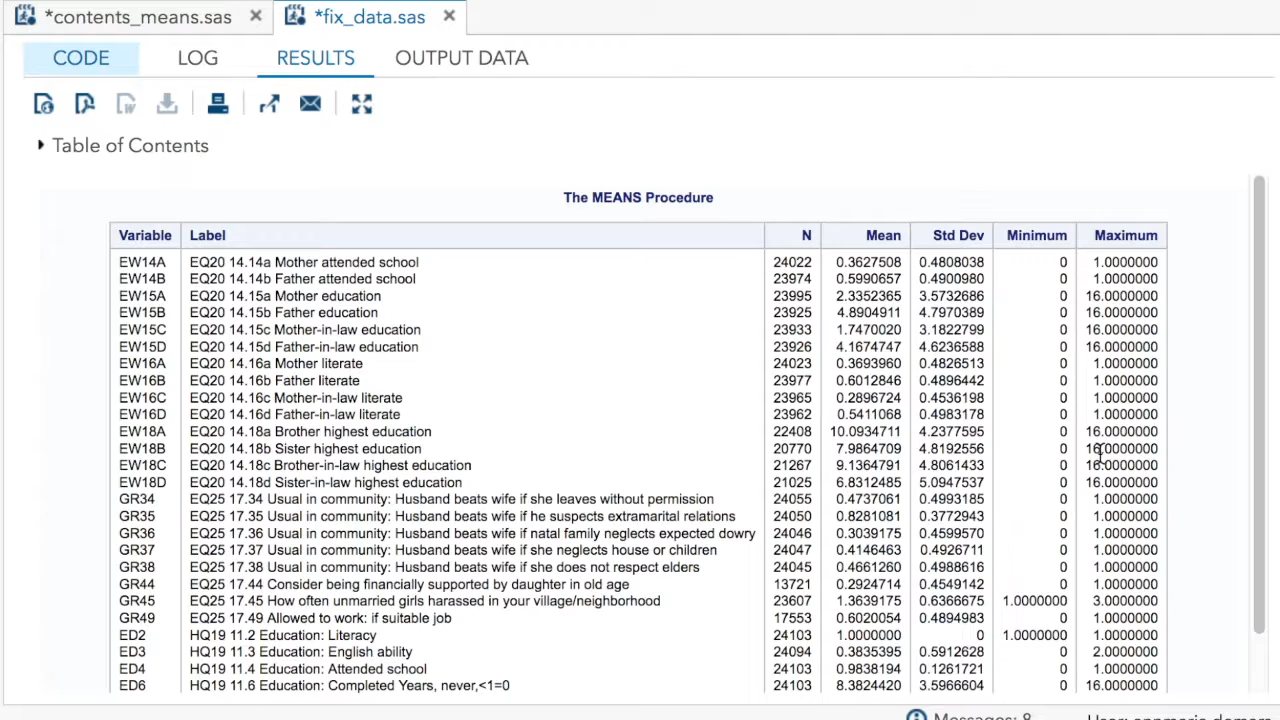 *contents_means.sas × *fix_data.sas ×
CODE LOG RESULTS OUTPUT DATA
Table of Contents
The MEANS Procedure
Variable Label N Mean Std Dev Minimum Maximum
EW14A EQ20 14.14a Mother attended school 24022 0.3627508 0.4808038 0 1.0000000
EW14B EQ20 14.14b Father attended school 23974 0.5990657 0.4900980 0 1.0000000
EW15A EQ20 14.15a Mother education 23995 2.3352365 3.5732686 0 16.0000000
EW15B EQ20 14.15b Father education 23925 4.8904911 4.7970389 0 16.0000000
EW15C EQ20 14.15c Mother-in-law education 23933 1.7470020 3.1822799 0 16.0000000
EW15D EQ20 14.15d Father-in-law education 23926 4.1674747 4.6236588 0 16.0000000
EW16A EQ20 14.16a Mother literate 24023 0.3693960 0.4826513 0 1.0000000
EW16B EQ20 14.16b Father literate 23977 0.6012846 0.4896442 0 1.0000000
EW16C EQ20 14.16c Mother-in-law literate 23965 0.2896724 0.4536198 0 1.0000000
EW16D EQ20 14.16d Father-in-law literate 23962 0.5411068 0.4983178 0 1.0000000
EW18A EQ20 14.18a Brother highest education 22408 10.0934711 4.2377595 0 16.0000000
EW18B EQ20 14.18b Sister highest education 20770 7.9864709 4.8192556 0 16.0000000
EW18C EQ20 14.18c Brother-in-law highest education 21267 9.1364791 4.8061433 0 16.0000000
EW18D EQ20 14.18d Sister-in-law highest education 21025 6.8312485 5.0947537 0 16.0000000
GR34 EQ25 17.34 Usual in community: Husband beats wife if she leaves without permission 24055 0.4737061 0.4993185 0 1.0000000
GR35 EQ25 17.35 Usual in community: Husband beats wife if he suspects extramarital relations 24050 0.8281081 0.3772943 0 1.0000000
GR36 EQ25 17.36 Usual in community: Husband beats wife if natal family neglects expected dowry 24046 0.3039175 0.4599570 0 1.0000000
GR37 EQ25 17.37 Usual in community: Husband beats wife if she neglects house or children 24047 0.4146463 0.4926711 0 1.0000000
GR38 EQ25 17.38 Usual in community: Husband beats wife if she does not respect elders 24045 0.4661260 0.4988616 0 1.0000000
GR44 EQ25 17.44 Consider being financially supported by daughter in old age 13721 0.2924714 0.4549142 0 1.0000000
GR45 EQ25 17.45 How often unmarried girls harassed in your village/neighborhood 23607 1.3639175 0.6366675 1.0000000 3.0000000
GR49 EQ25 17.49 Allowed to work: if suitable job 17553 0.6020054 0.4894983 0 1.0000000
ED2 HQ19 11.2 Education: Literacy 24103 1.0000000 0 1.0000000 1.0000000
ED3 HQ19 11.3 Education: English ability 24094 0.3835395 0.5912628 0 2.0000000
ED4 HQ19 11.4 Education: Attended school 24103 0.9838194 0.1261721 0 1.0000000
ED6 HQ19 11.6 Education: Completed Years, never,<1=0 24103 8.3824420 3.5966604 0 16.0000000
Messages: 8